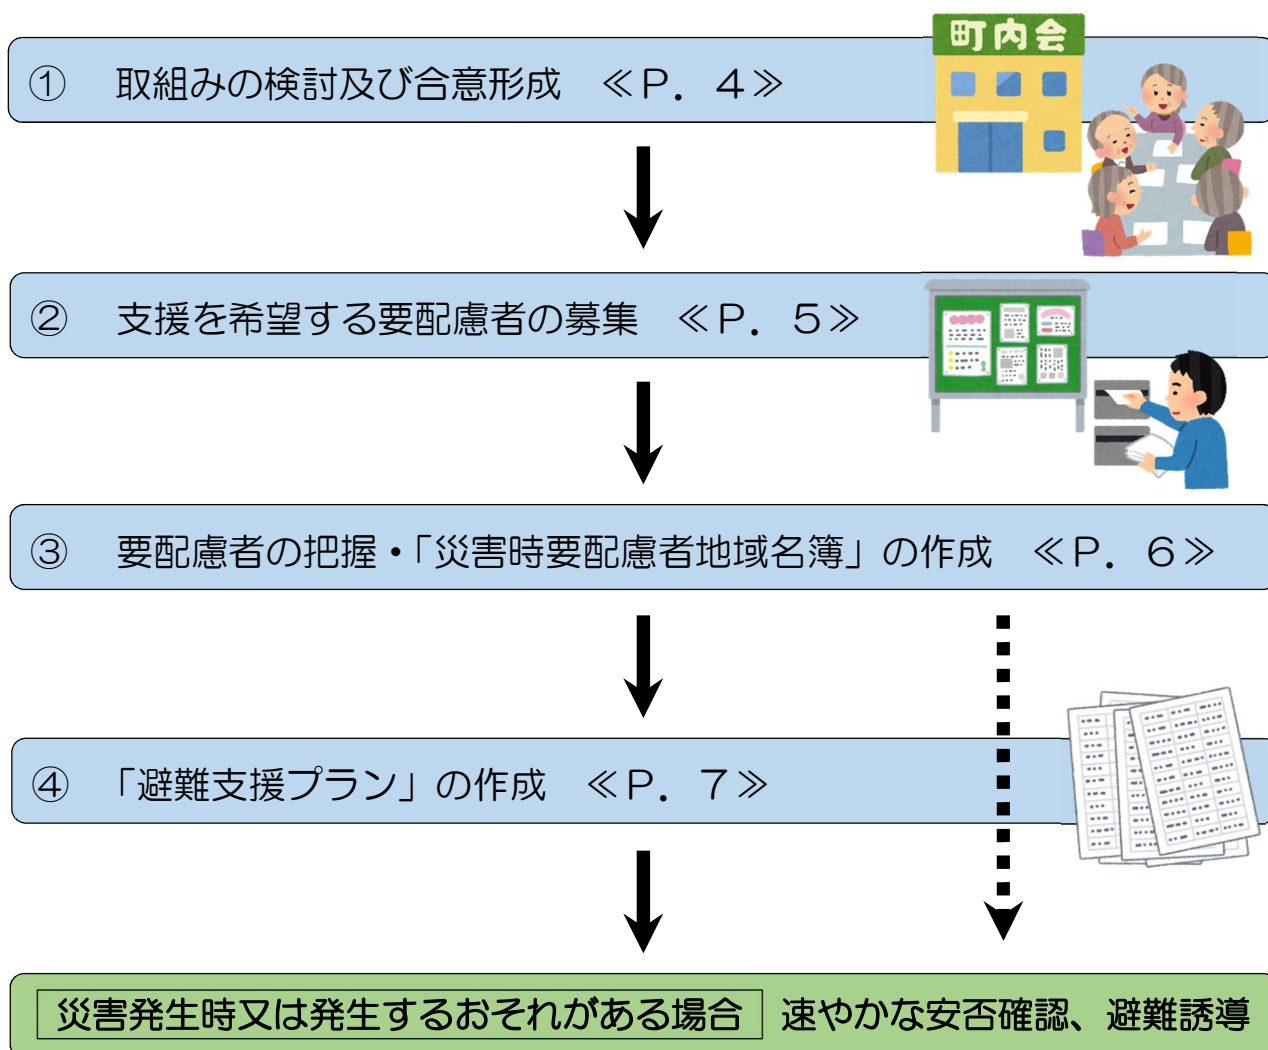 町内会
① 取組みの検討及び合意形成 ≪P．４≫
② 支援を希望する要配慮者の募集 ≪P．５≫
③ 要配慮者の把握・「災害時要配慮者地域名簿」の作成 ≪P．６≫
④ 「避難支援プラン」の作成 ≪P．７≫
災害発生時又は発生するおそれがある場合 速やかな安否確認、避難誘導